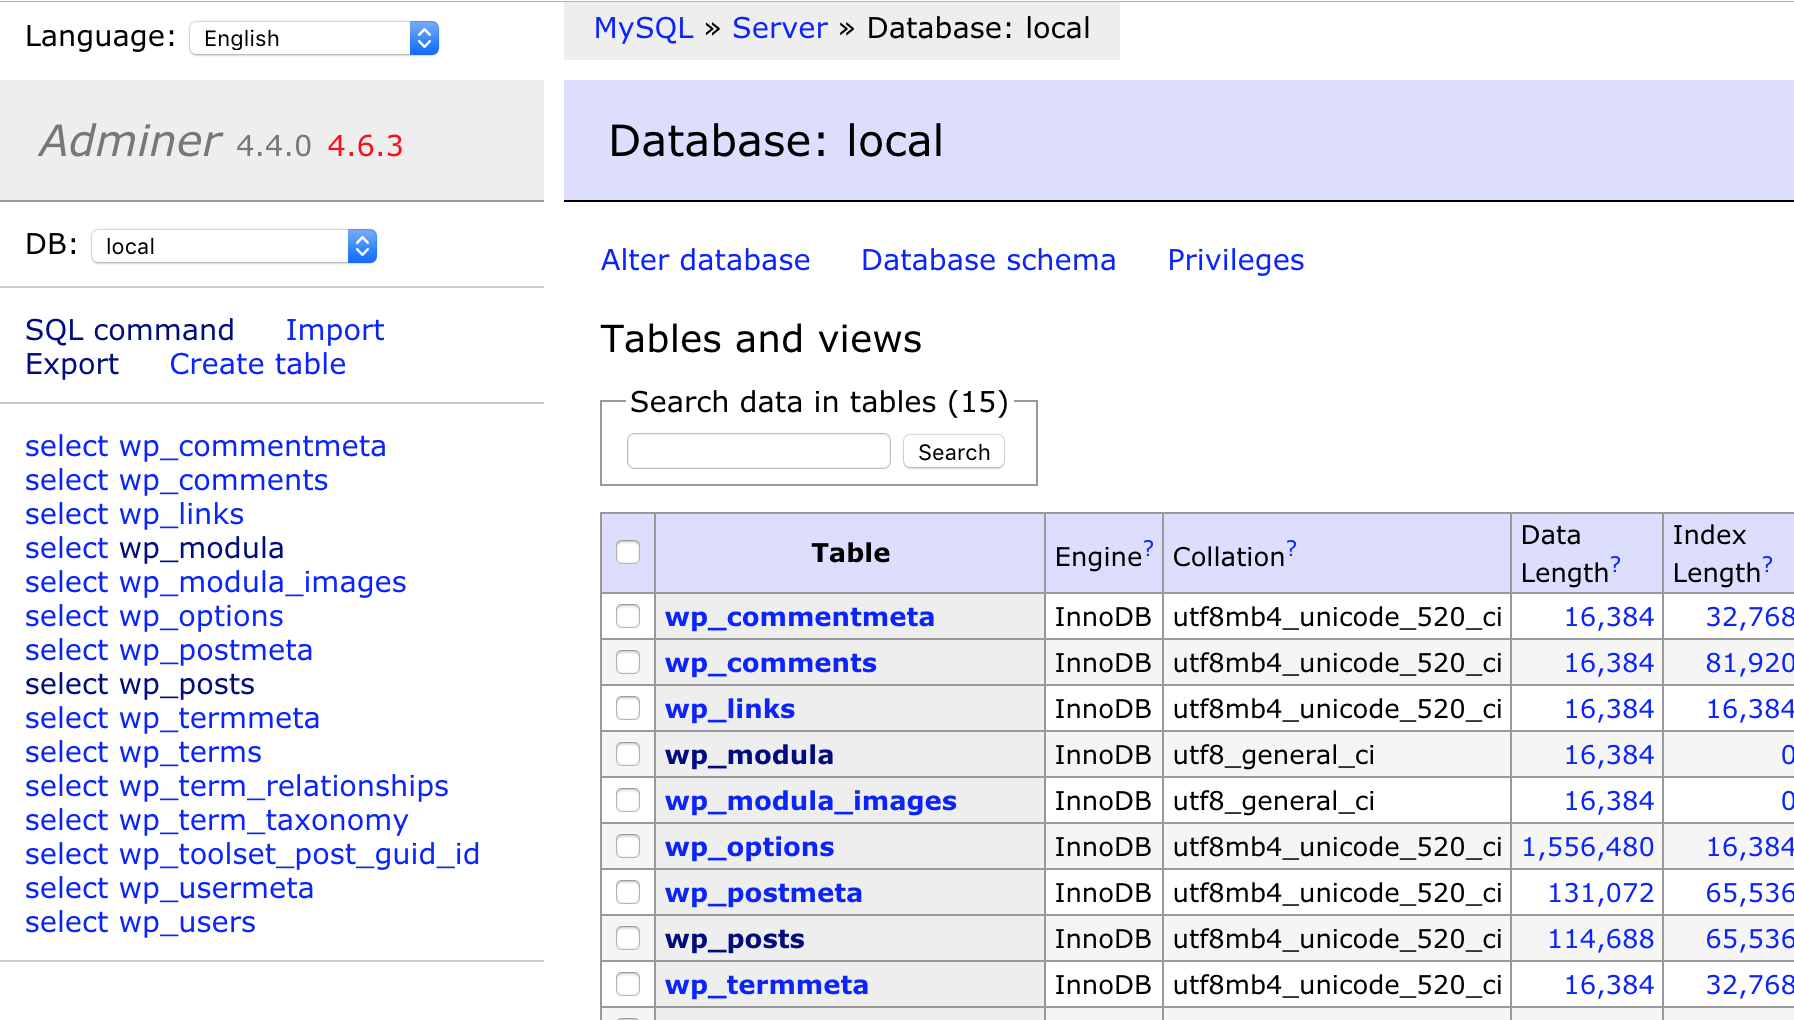 Language: English
MySQL » Server » Database: local
Adminer 4.4.0 4.6.3
Database: local
DB: local
Alter database Database schema Privileges
SQL command Import
Export Create table
Tables and views
Search data in tables (15)
Search
select wp_commentmeta
select wp_comments
select wp_links
select wp_modula
select wp_modula_images
select wp_options
select wp_postmeta
select wp_posts
select wp_termmeta
select wp_terms
select wp_term_relationships
select wp_term_taxonomy
select wp_toolset_post_guid_id
select wp_usermeta
select wp_users
Table Engine? Collation? Data Length? Index Length?
wp_commentmeta InnoDB utf8mb4_unicode_520_ci 16,384 32,768
wp_comments InnoDB utf8mb4_unicode_520_ci 16,384 81,920
wp_links InnoDB utf8mb4_unicode_520_ci 16,384 16,384
wp_modula InnoDB utf8_general_ci 16,384 0
wp_modula_images InnoDB utf8_general_ci 16,384 0
wp_options InnoDB utf8mb4_unicode_520_ci 1,556,480 16,384
wp_postmeta InnoDB utf8mb4_unicode_520_ci 131,072 65,536
wp_posts InnoDB utf8mb4_unicode_520_ci 114,688 65,536
wp_termmeta InnoDB utf8mb4_unicode_520_ci 16,384 32,768